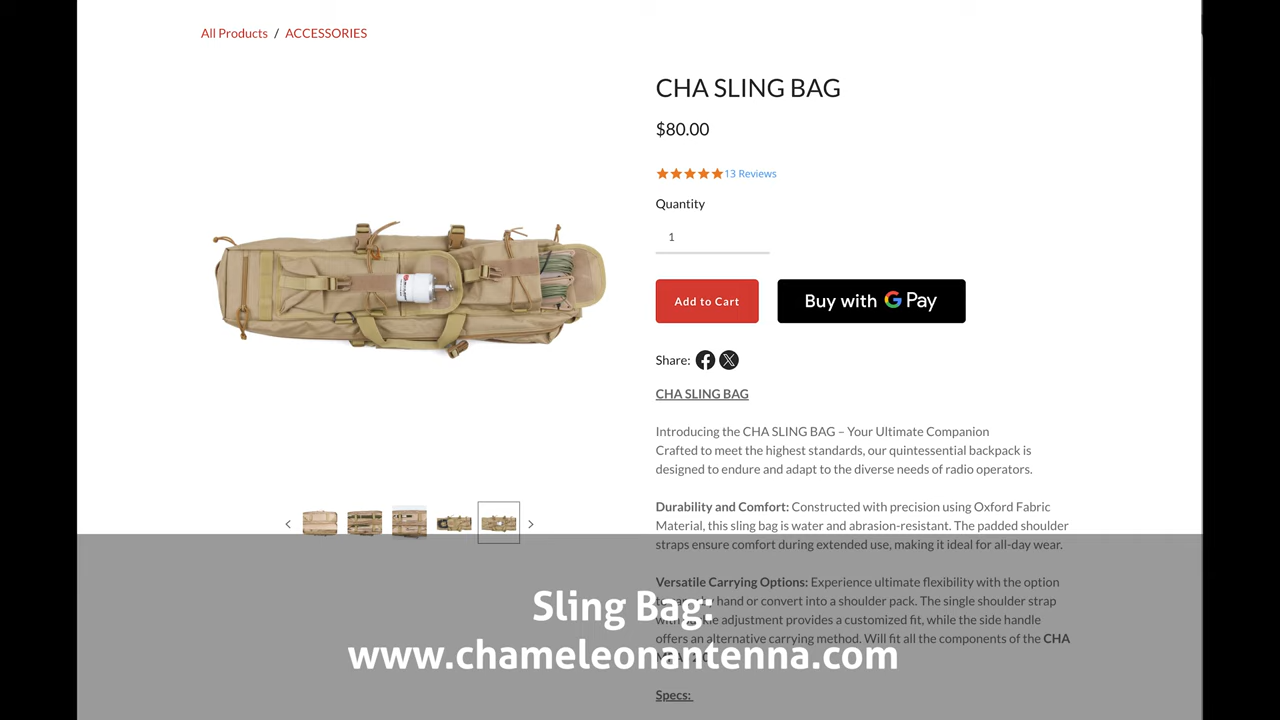 All Products / ACCESSORIES
CHA SLING BAG
$80.00
13 Reviews
Quantity
1
Add to Cart
Buy with G Pay
Share:
CHA SLING BAG
Introducing the CHA SLING BAG – Your Ultimate Companion
Crafted to meet the highest standards, our quintessential backpack is
designed to endure and adapt to the diverse needs of radio operators.
Durability and Comfort: Constructed with precision using Oxford Fabric
Material, this sling bag is water and abrasion-resistant. The padded shoulder
straps ensure comfort during extended use, making it ideal for all-day wear.
Versatile Carrying Options: Experience ultimate flexibility with the option
hand or convert into a shoulder pack. The single shoulder strap
adjustment provides a customized fit, while the side handle
offers an alternative carrying method. Will fit all the components of the CHA
Specs:
Sling Bag:
www.chameleonantenna.com